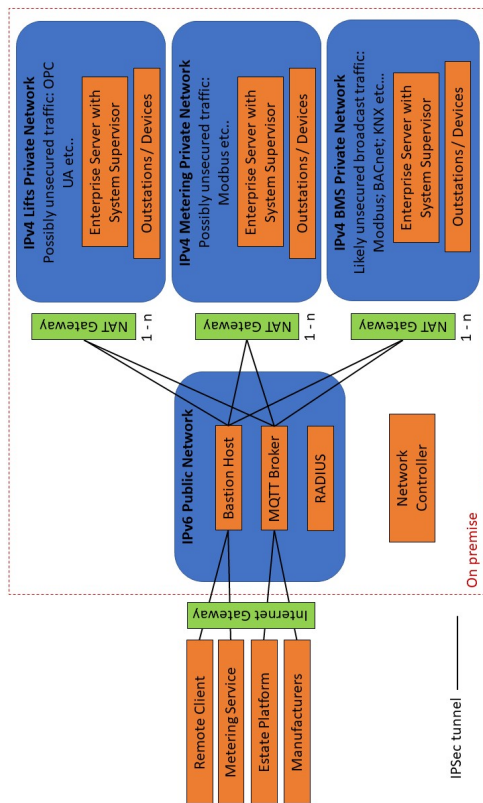 Remote Client
Metering Service
Estate Platform
Manufacturers
Internet Gateway
IPv6 Public Network
Bastion Host
MQTT Broker
RADIUS
Network
Controller
NAT Gateway
1 - n
NAT Gateway
1 - n
NAT Gateway
1 - n
IPv4 Lifts Private Network
Possibly unsecured traffic: OPC
UA etc..
Enterprise Server with
System Supervisor
Outstations / Devices
IPv4 Metering Private Network
Possibly unsecured traffic:
Modbus etc..
Enterprise Server with
System Supervisor
Outstations / Devices
IPv4 BMS Private Network
Likely unsecured broadcast traffic:
Modbus; BACnet; KNX etc...
Enterprise Server with
System Supervisor
Outstations / Devices
IPSec tunnel
On premise